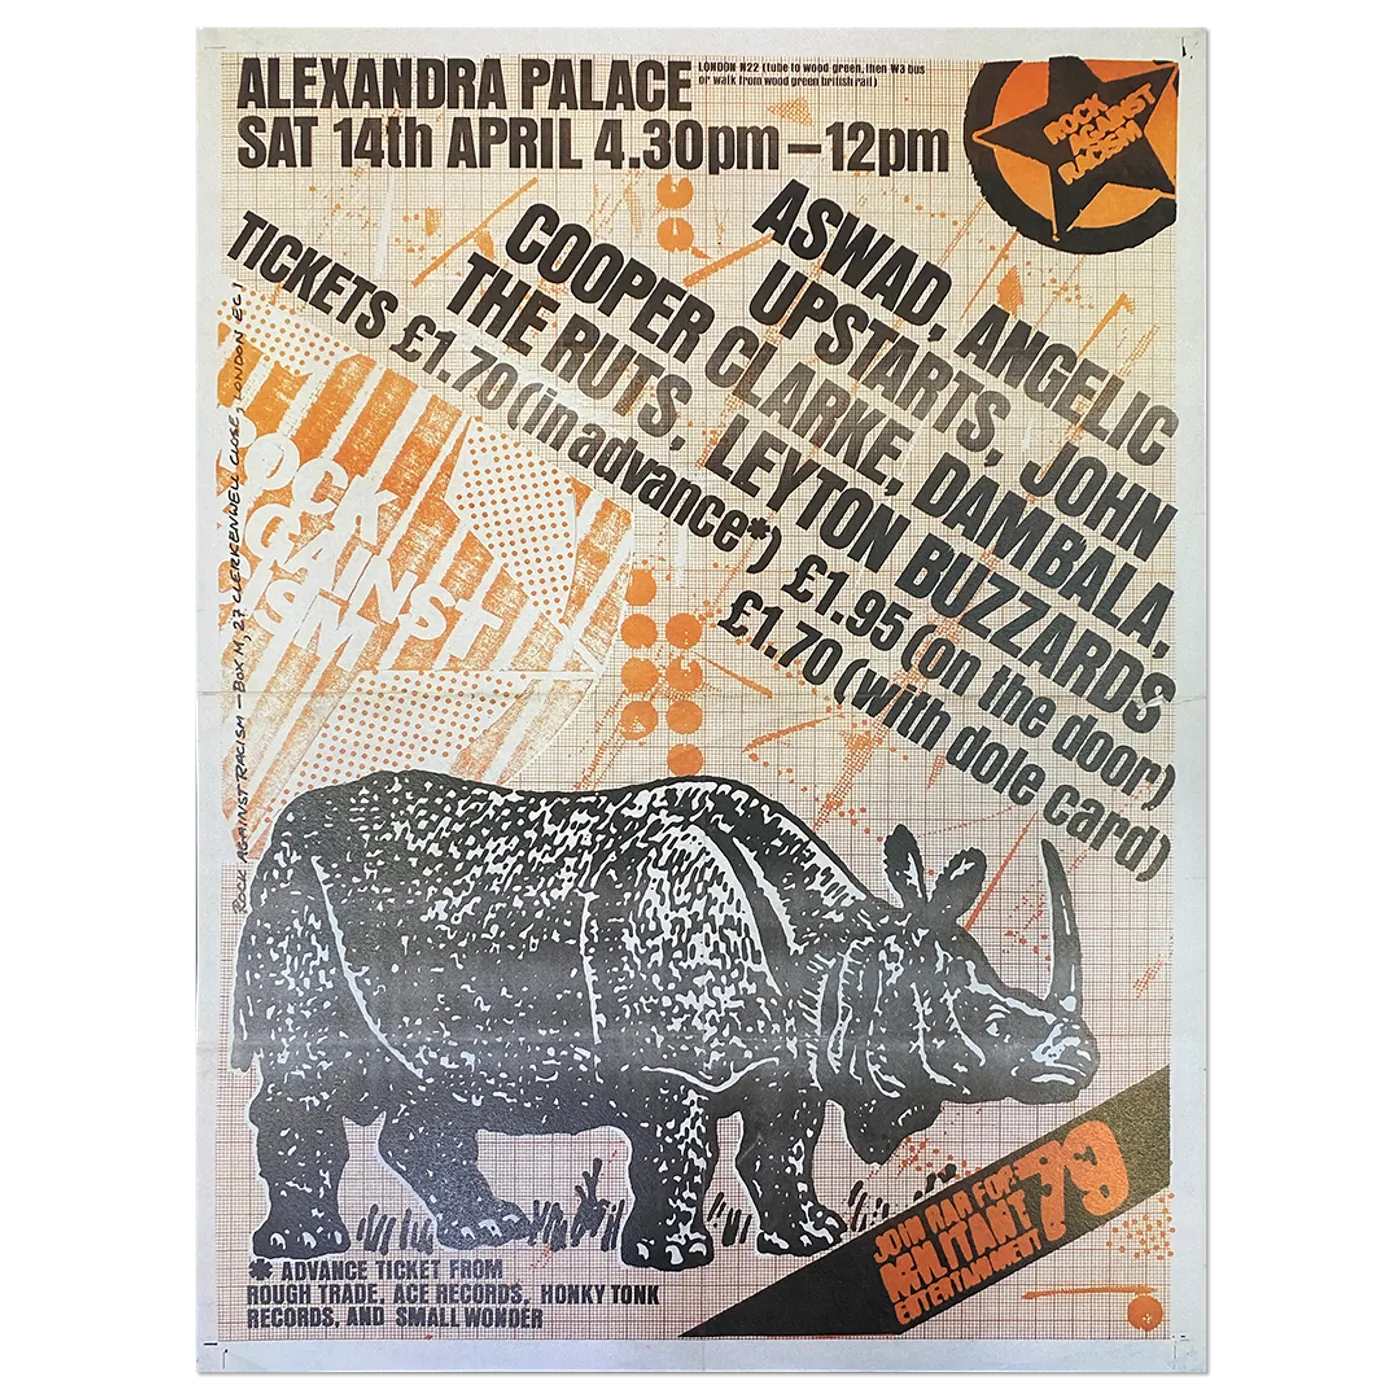 ALEXANDRA PALACE
LONDON N22 (tube to wood green, then W3 bus
or walk from wood green british rail)
SAT 14th APRIL 4.30pm – 12pm
ROCK
AGAINST
RACISM
ASWAD, ANGELIC
UPSTARTS, JOHN
COOPER CLARKE, DAMBALA,
THE RUTS, LEYTON BUZZARDS
TICKETS £1.70 (in advance*) £1.95 (on the door)
£1.70 (with dole card)
ROCK AGAINST RACISM – BOX M, 27 CLERKENWELL CLOSE, LONDON EC1
OCK
GAINST
ISM
JOIN RAR FOR:
MILITANT
ENTERTAINMENT
79
* ADVANCE TICKET FROM
ROUGH TRADE, ACE RECORDS, HONKY TONK
RECORDS, AND SMALL WONDER